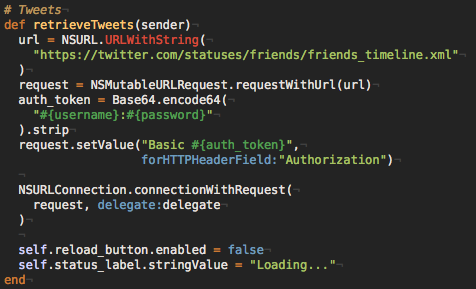 # Tweets¬
def retrieveTweets(sender)¬
  url = NSURL.URLWithString(¬
    "https://twitter.com/statuses/friends/friends_timeline.xml"¬
  )¬
  request = NSMutableURLRequest.requestWithUrl(url)¬
  auth_token = Base64.encode64(¬
    "#{username}:#{password}"¬
  ).strip¬
  request.setValue("Basic #{auth_token}",¬
                   forHTTPHeaderField:"Authorization")¬
  ¬
  NSURLConnection.connectionWithRequest(¬
    request, delegate:delegate¬
  )¬
  ¬
  self.reload_button.enabled = false¬
  self.status_label.stringValue = "Loading..."¬
end¬